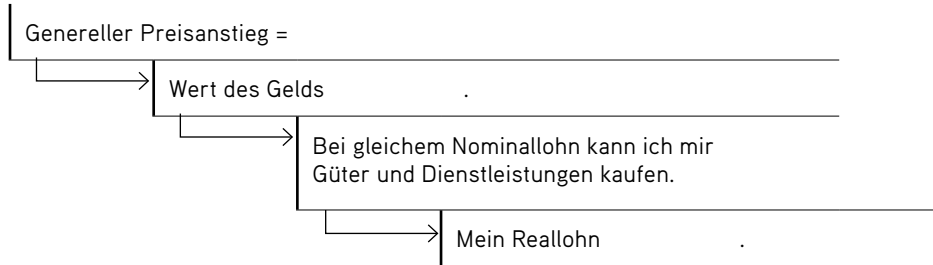 Genereller Preisanstieg =
Wert des Gelds .
Bei gleichem Nominallohn kann ich mir
Güter und Dienstleistungen kaufen.
Mein Reallohn .